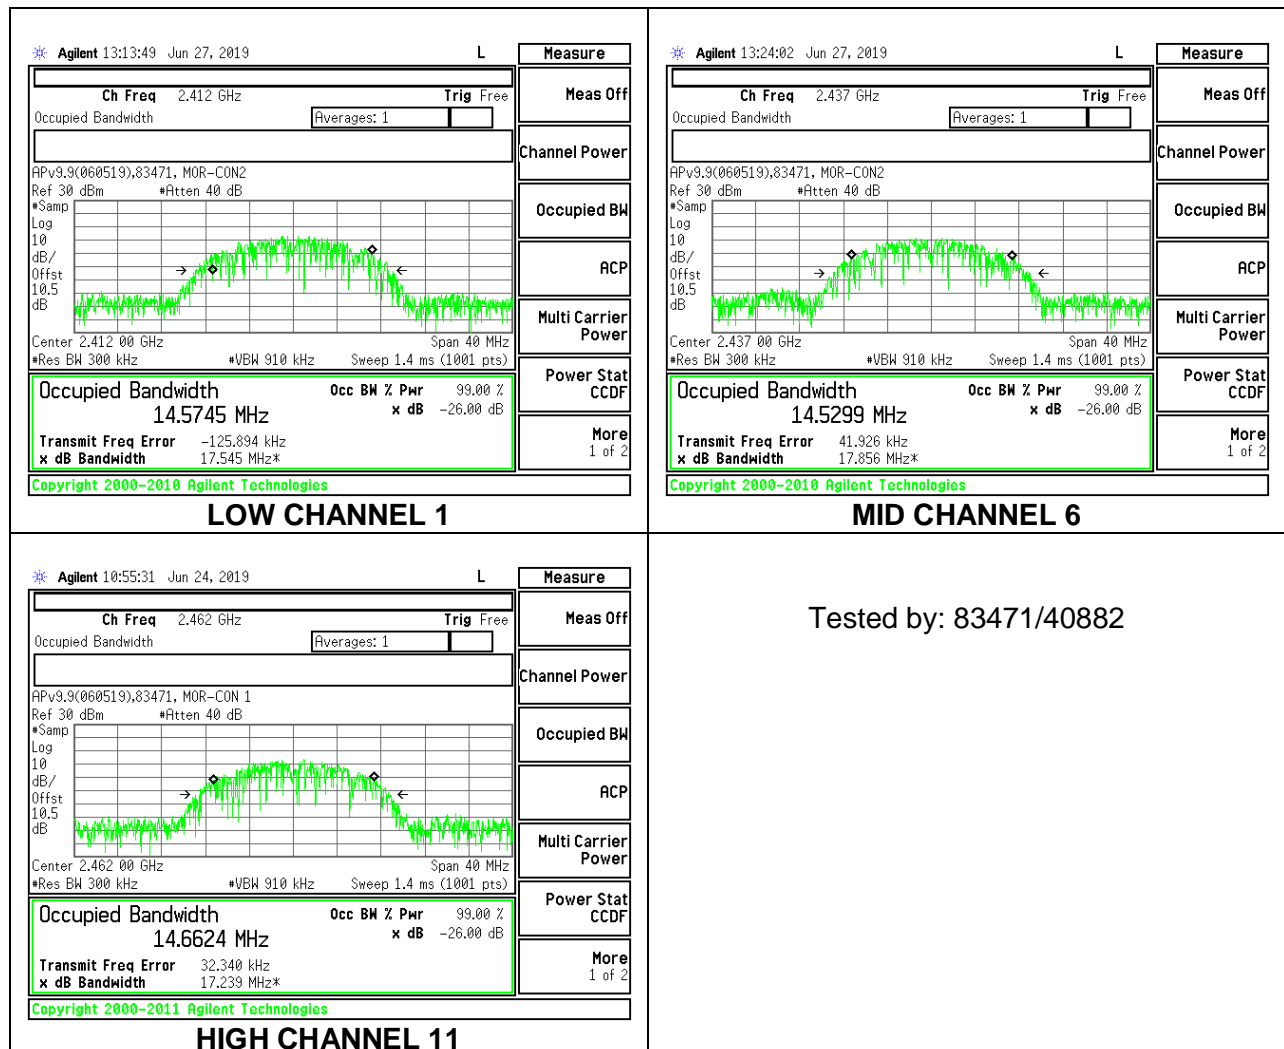 Agilent 13:13:49 Jun 27, 2019 L Measure
Ch Freq 2.412 GHz Trig Free
Occupied Bandwidth Averages: 1
Meas Off
Channel Power
Occupied BW
ACP
Multi Carrier
Power
Power Stat
CCDF
More
1 of 2
APv9.9(060519),83471, MOR-CON2
Ref 30 dBm #Atten 40 dB
#Samp
Log
10
dB/
Offst
10.5
dB
Center 2.412 00 GHz Span 40 MHz
#Res BW 300 kHz #VBW 910 kHz Sweep 1.4 ms (1001 pts)
Occupied Bandwidth Occ BW % Pwr 99.00 %
14.5745 MHz x dB -26.00 dB
Transmit Freq Error -125.894 kHz
x dB Bandwidth 17.545 MHz*
Copyright 2000-2010 Agilent Technologies
LOW CHANNEL 1
Agilent 13:24:02 Jun 27, 2019 L Measure
Ch Freq 2.437 GHz Trig Free
Occupied Bandwidth Averages: 1
Meas Off
Channel Power
Occupied BW
ACP
Multi Carrier
Power
Power Stat
CCDF
More
1 of 2
APv9.9(060519),83471, MOR-CON2
Ref 30 dBm #Atten 40 dB
#Samp
Log
10
dB/
Offst
10.5
dB
Center 2.437 00 GHz Span 40 MHz
#Res BW 300 kHz #VBW 910 kHz Sweep 1.4 ms (1001 pts)
Occupied Bandwidth Occ BW % Pwr 99.00 %
14.5299 MHz x dB -26.00 dB
Transmit Freq Error 41.926 kHz
x dB Bandwidth 17.856 MHz*
Copyright 2000-2010 Agilent Technologies
MID CHANNEL 6
Agilent 10:55:31 Jun 24, 2019 L Measure
Ch Freq 2.462 GHz Trig Free
Occupied Bandwidth Averages: 1
Meas Off
Channel Power
Occupied BW
ACP
Multi Carrier
Power
Power Stat
CCDF
More
1 of 2
APv9.9(060519),83471, MOR-CON 1
Ref 30 dBm #Atten 40 dB
#Samp
Log
10
dB/
Offst
10.5
dB
Center 2.462 00 GHz Span 40 MHz
#Res BW 300 kHz #VBW 910 kHz Sweep 1.4 ms (1001 pts)
Occupied Bandwidth Occ BW % Pwr 99.00 %
14.6624 MHz x dB -26.00 dB
Transmit Freq Error 32.340 kHz
x dB Bandwidth 17.239 MHz*
Copyright 2000-2011 Agilent Technologies
HIGH CHANNEL 11
Tested by: 83471/40882